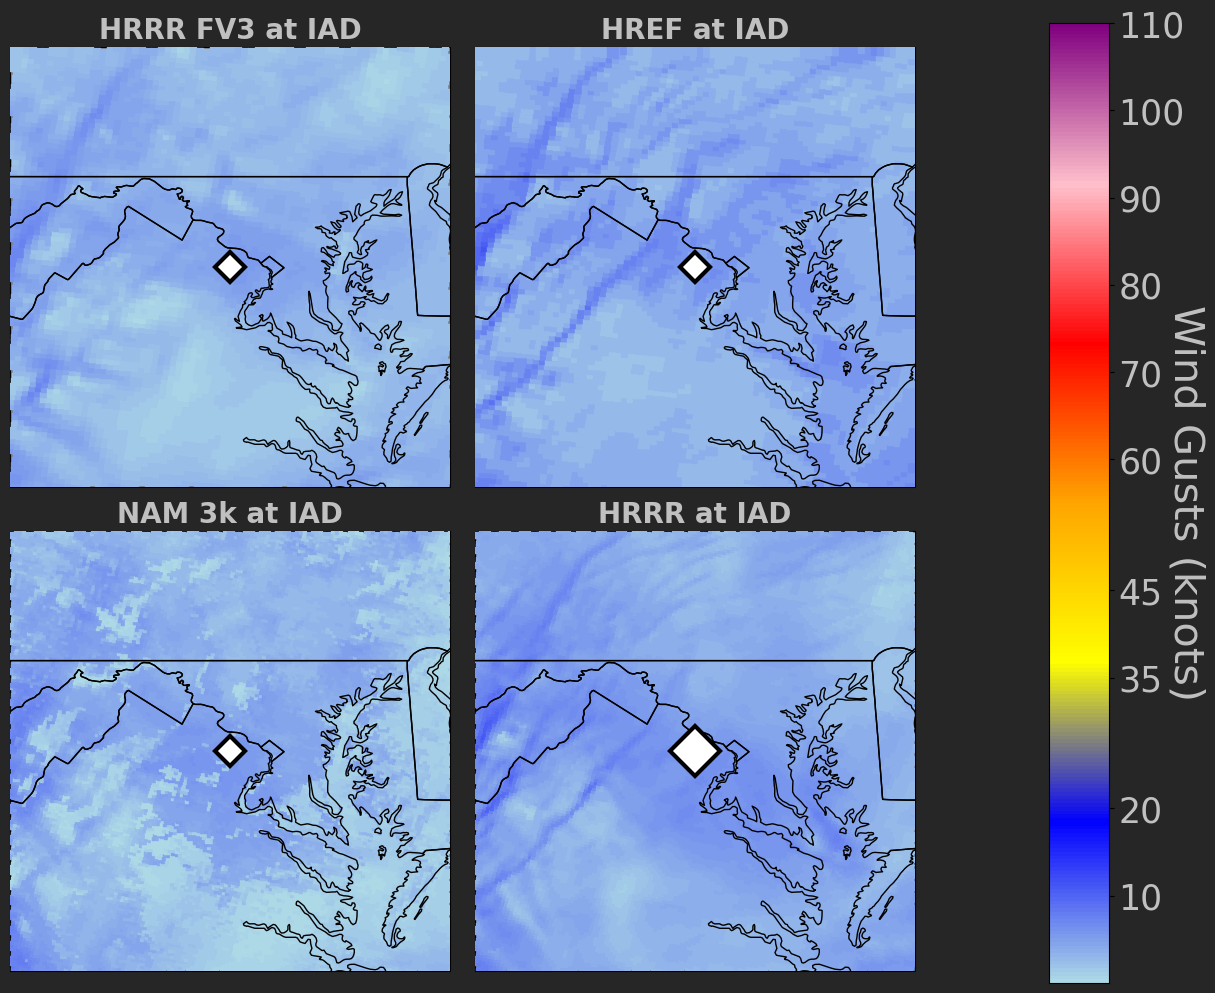 HRRR FV3 at IAD
HREF at IAD
NAM 3k at IAD
HRRR at IAD
110
100
90
80
70
60
45
35
20
10
Wind Gusts (knots)